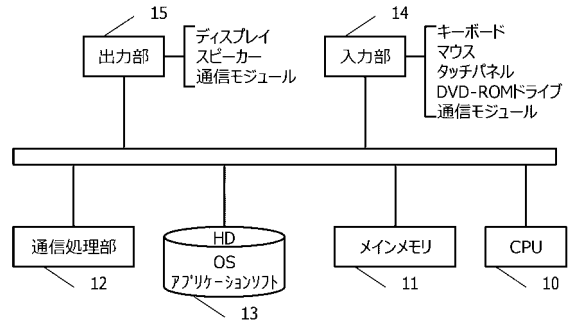 15
出力部
ディスプレイ
スピーカー
通信モジュール
14
入力部
キーボード
マウス
タッチパネル
DVD-ROMドライブ
通信モジュール
通信処理部
12
HD
OS
アプリケーションソフト
13
メインメモリ
11
CPU
10